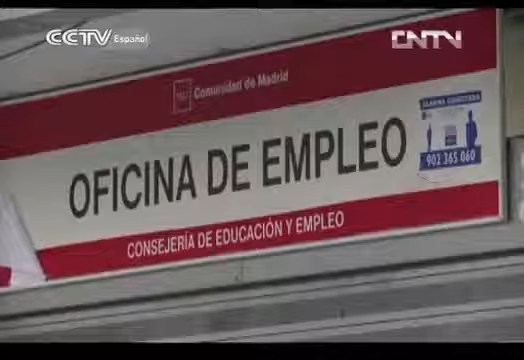 CCTV Español
CNTV
Comunidad de Madrid
OFICINA DE EMPLEO
902 365 060
CONSEJERÍA DE EDUCACIÓN Y EMPLEO